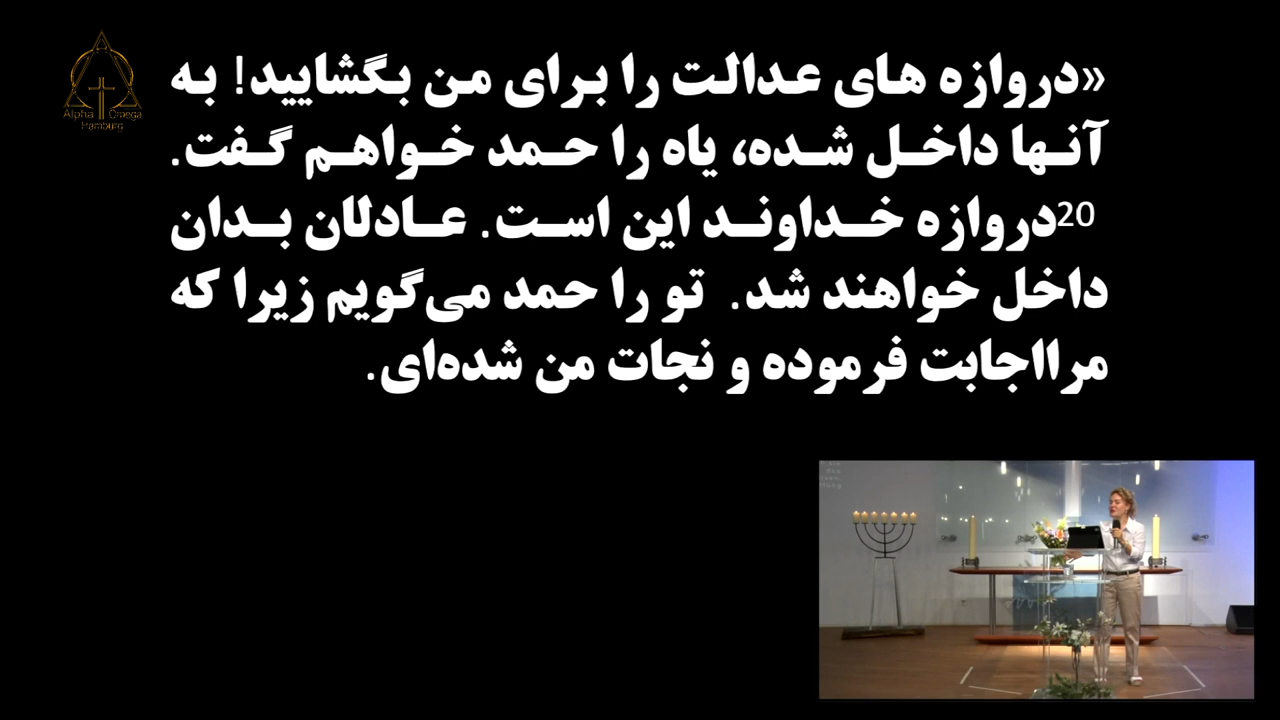 Alpha Omega
Hamburg
«دروازه های عدالت را برای من بگشایید! به
آنها داخل شده، یاه را حمد خواهم گفت.
20دروازه خداوند این است. عادلان بدان
داخل خواهند شد. تو را حمد می‌گویم زیرا که
مرااجابت فرموده و نجات من شده‌ای.